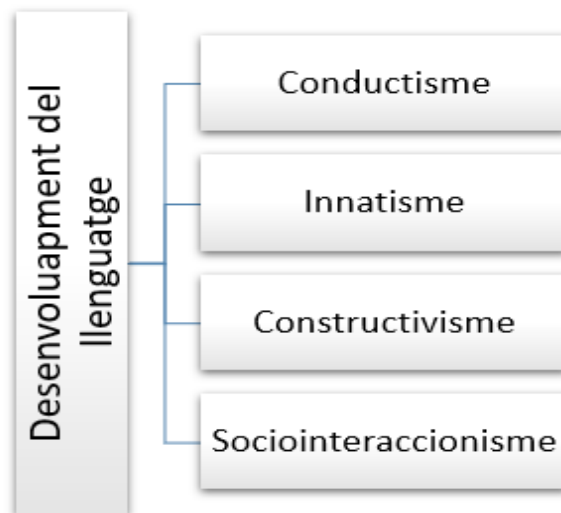 Desenvoluapment del
llenguatge
Conductisme
Innatisme
Constructivisme
Sociointeraccionisme